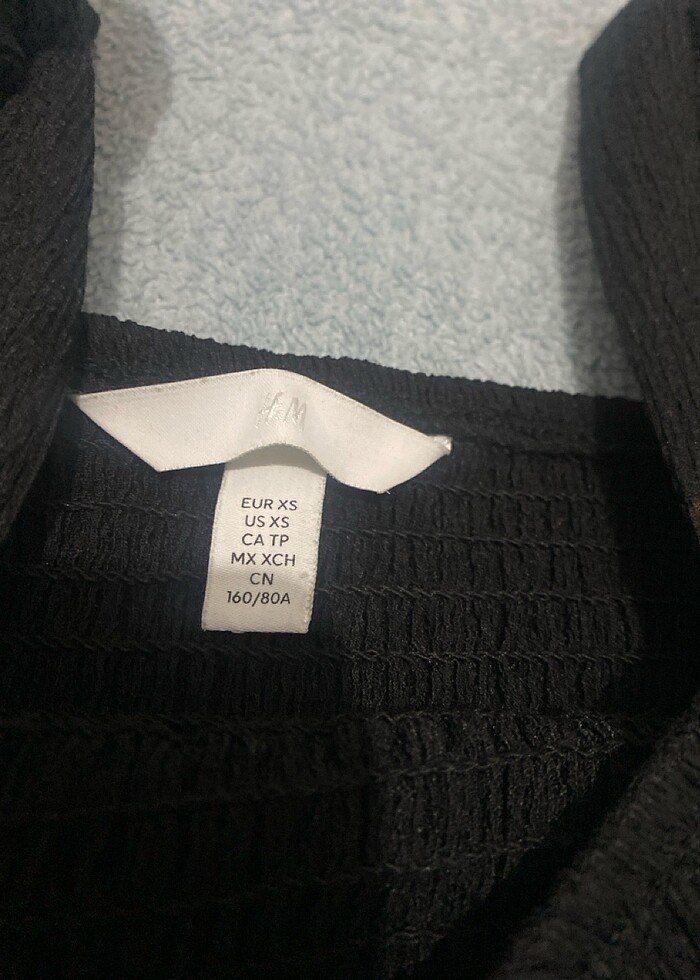 H&M
EUR XS
US XS
CA TP
MX XCH
CN
160/80A